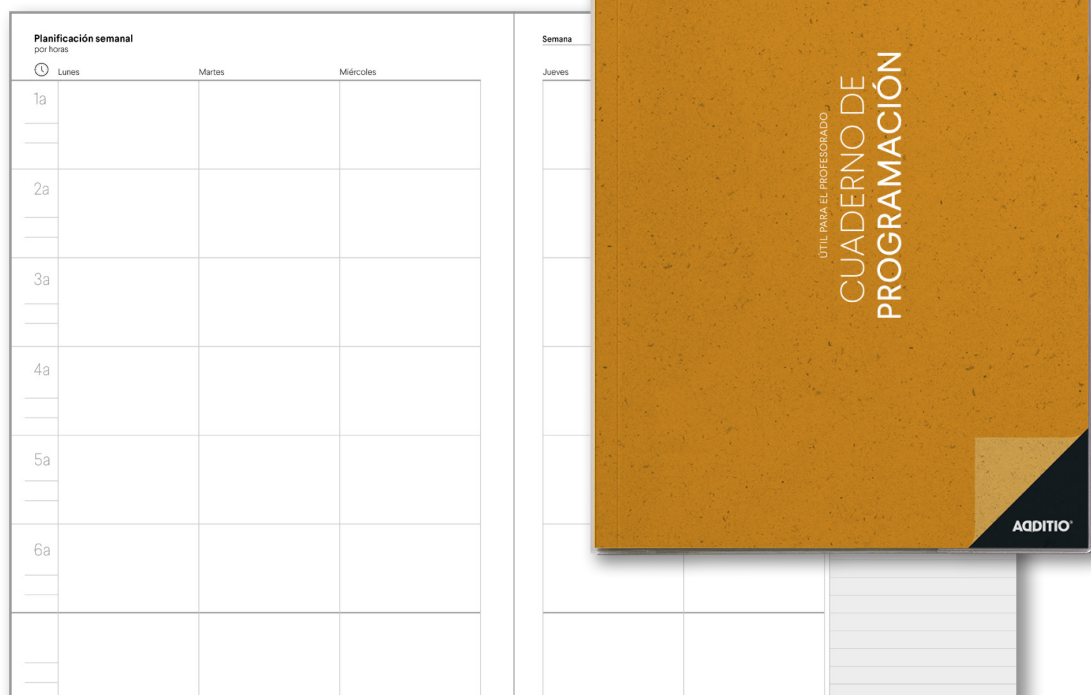 Planificación semanal
por horas
Lunes Martes Miércoles
1a
2a
3a
4a
5a
6a
Semana
Jueves
ÚTIL PARA EL PROFESORADO
CUADERNO DE
PROGRAMACIÓN
ADDITIO®